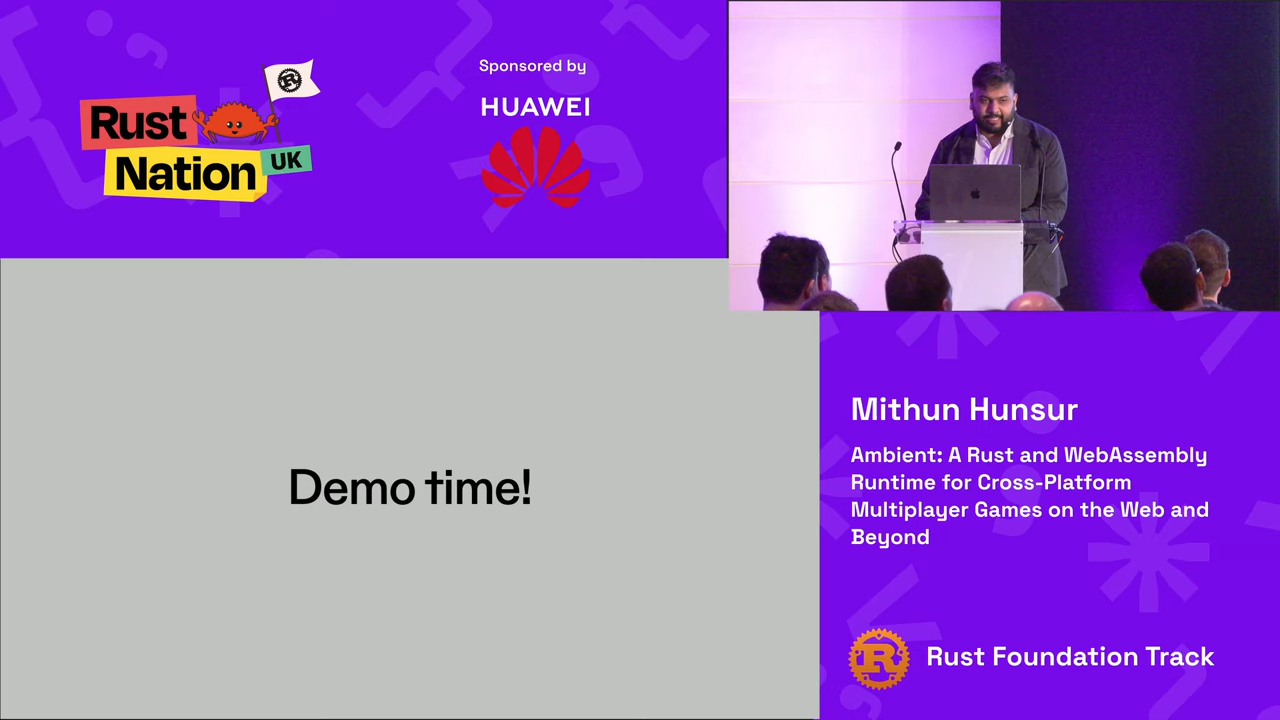 Rust
Nation
UK
Sponsored by
HUAWEI
Demo time!
Mithun Hunsur
Ambient: A Rust and WebAssembly
Runtime for Cross-Platform
Multiplayer Games on the Web and
Beyond
R
Rust Foundation Track